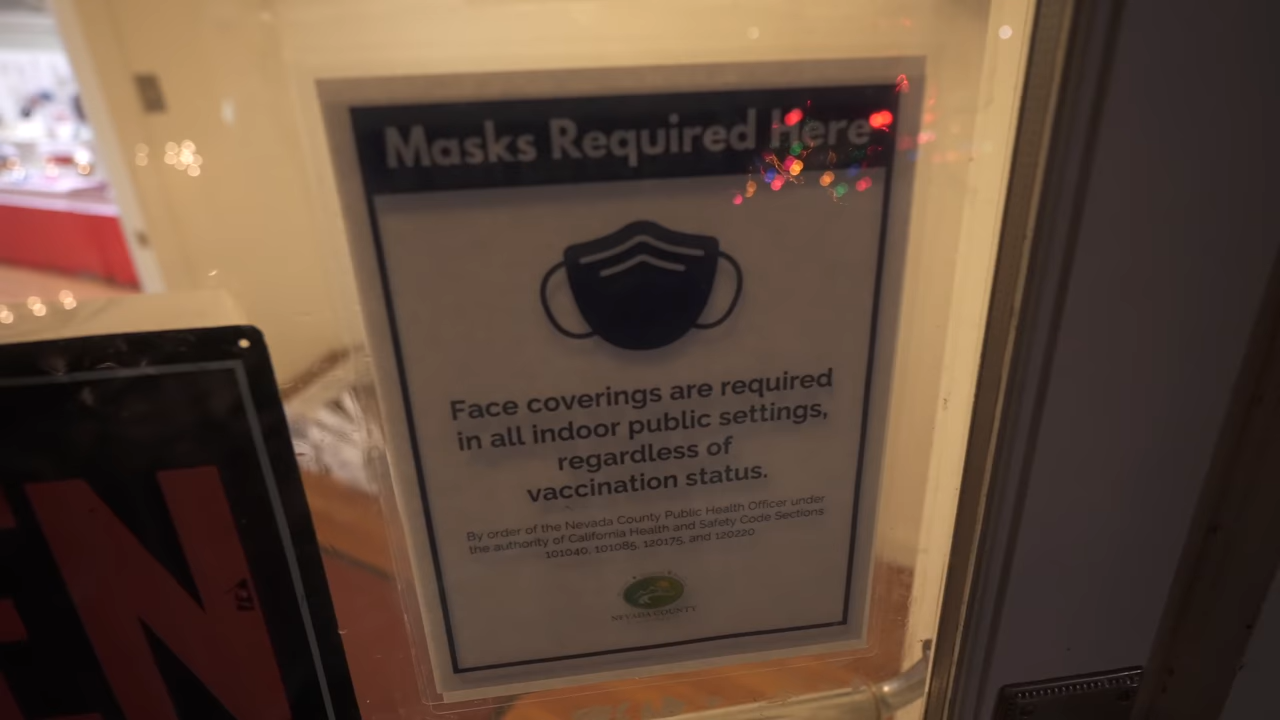 Masks Required Here
Face coverings are required
in all indoor public settings,
regardless of
vaccination status.
By order of the Nevada County Public Health Officer under
the authority of California Health and Safety Code Sections
101040, 101085, 120175, and 120220
NEVADA COUNTY
EN